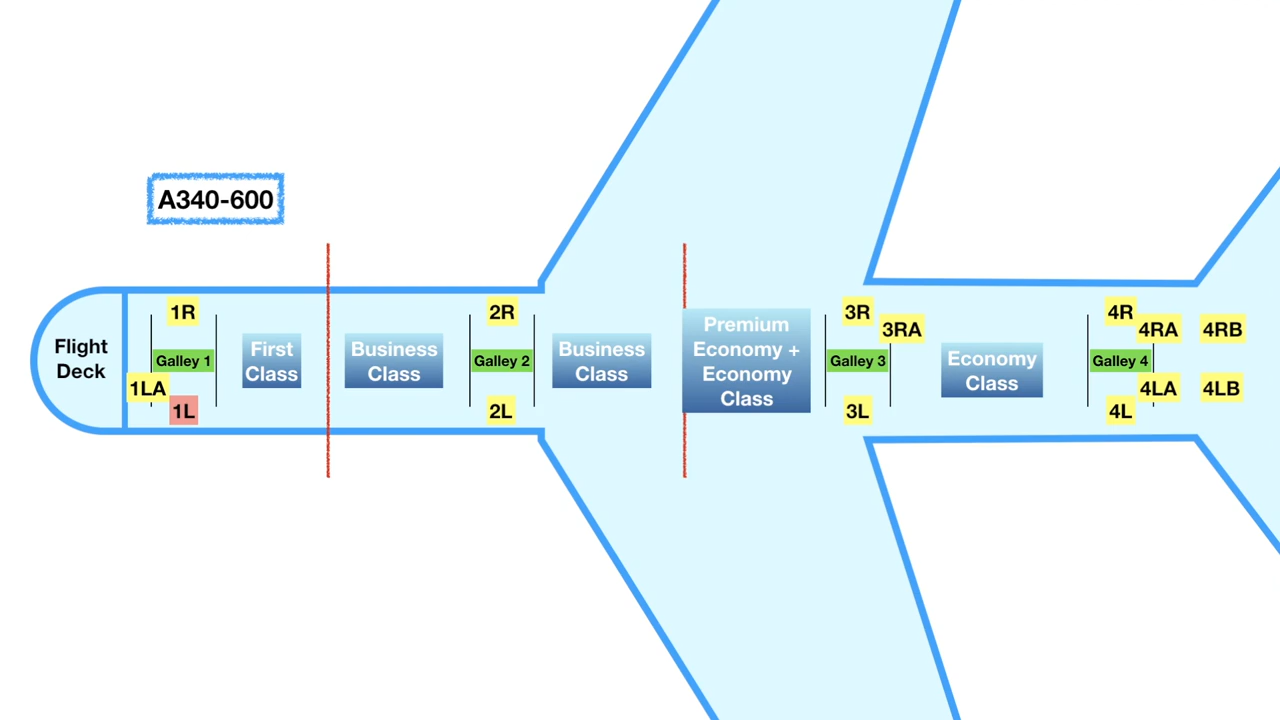 A340-600
Flight
Deck
1R
Galley 1
1LA
1L
First
Class
Business
Class
2R
Galley 2
2L
Business
Class
Premium
Economy +
Economy
Class
3R
3RA
Galley 3
3L
Economy
Class
4R
4RA
4RB
Galley 4
4LA
4LB
4L